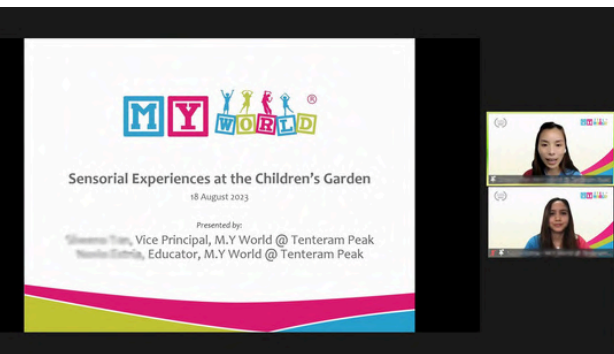 MY WORLD ®
Sensorial Experiences at the Children's Garden
18 August 2023
Presented by:
, Vice Principal, M.Y World @ Tenteram Peak
, Educator, M.Y World @ Tenteram Peak